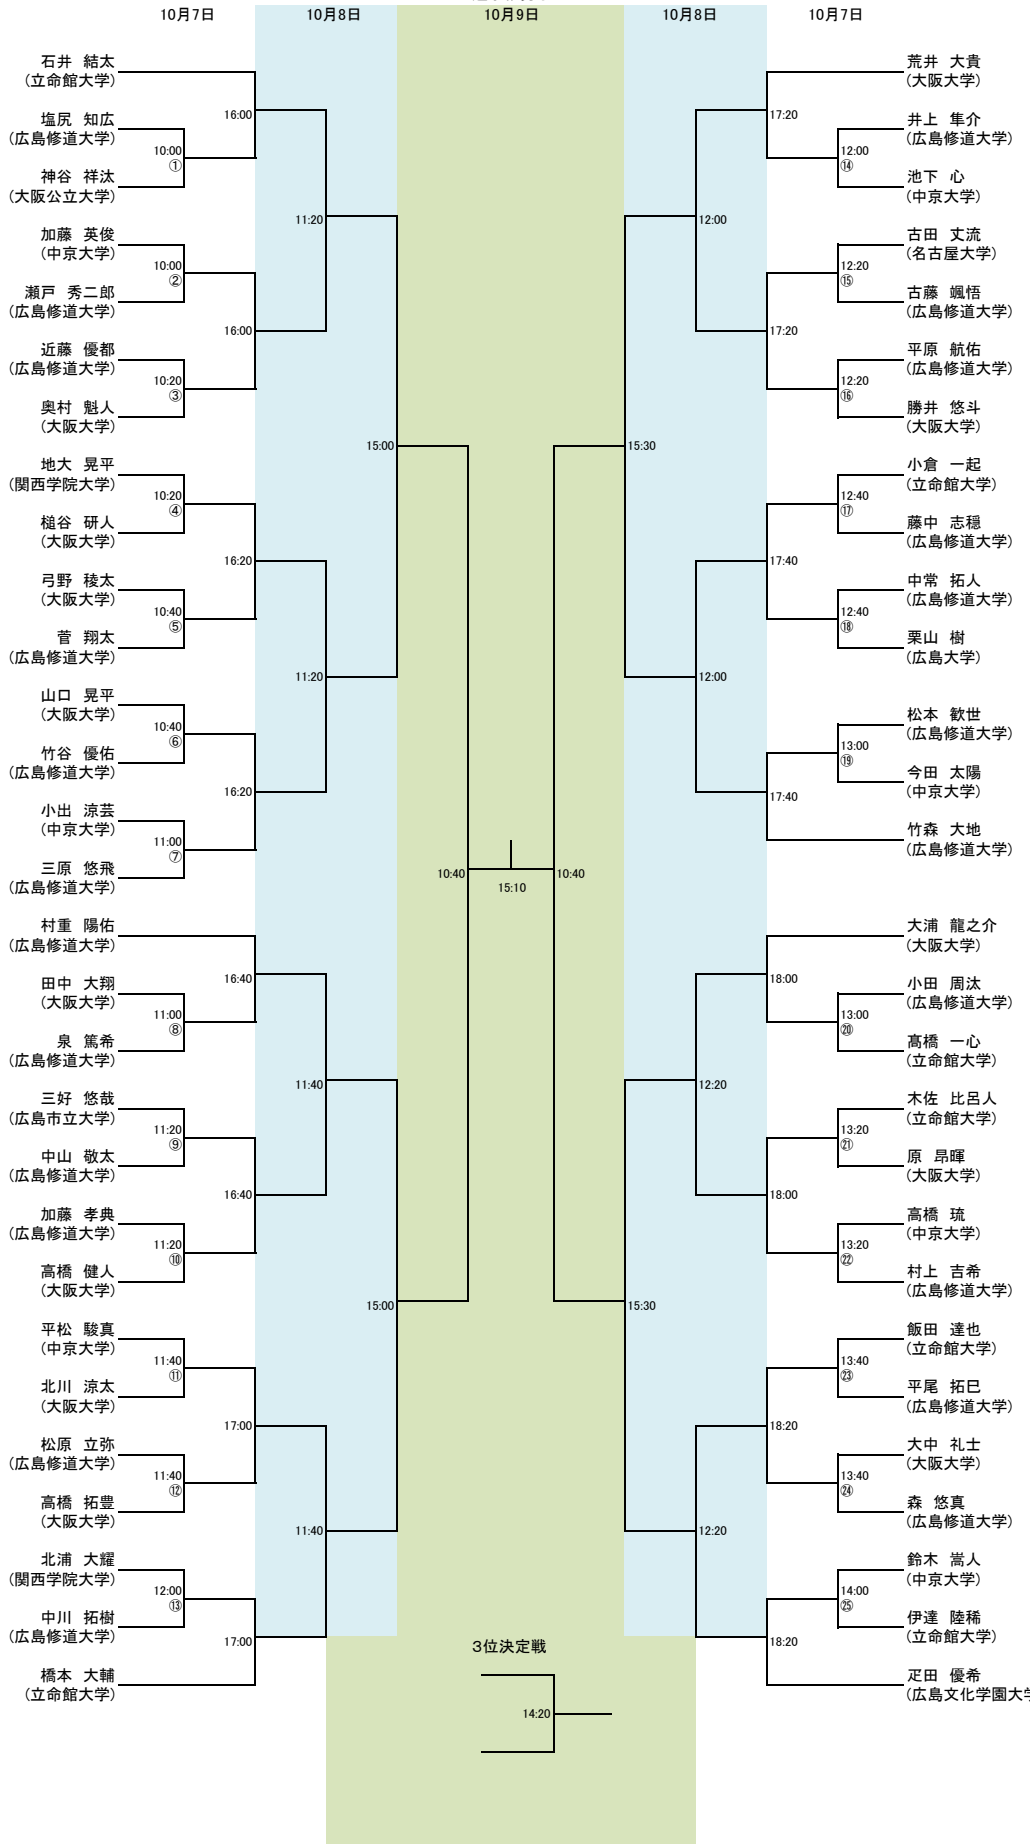 10月7日
10月8日
10月9日
10月8日
10月7日
石井 結太
(立命館大学)
16:00
塩尻 知広
(広島修道大学)
10:00
①
神谷 祥汰
(大阪公立大学)
11:20
加藤 英俊
(中京大学)
10:00
②
瀬戸 秀二郎
(広島修道大学)
16:00
近藤 優都
(広島修道大学)
10:20
③
奥村 魁人
(大阪大学)
15:00
地大 晃平
(関西学院大学)
10:20
④
槌谷 研人
(大阪大学)
16:20
弓野 稜太
(大阪大学)
10:40
⑤
菅 翔太
(広島修道大学)
11:20
山口 晃平
(大阪大学)
10:40
⑥
竹谷 優佑
(広島修道大学)
16:20
小出 涼芸
(中京大学)
11:00
⑦
三原 悠飛
(広島修道大学)
10:40
15:10
10:40
村重 陽佑
(広島修道大学)
16:40
田中 大翔
(大阪大学)
11:00
⑧
泉 篤希
(広島修道大学)
11:40
三好 悠哉
(広島市立大学)
11:20
⑨
中山 敬太
(広島修道大学)
16:40
加藤 孝典
(広島修道大学)
11:20
⑩
高橋 健人
(大阪大学)
15:00
平松 駿真
(中京大学)
11:40
⑪
北川 涼太
(大阪大学)
17:00
松原 立弥
(広島修道大学)
11:40
⑫
高橋 拓豊
(大阪大学)
11:40
北浦 大耀
(関西学院大学)
12:00
⑬
中川 拓樹
(広島修道大学)
17:00
橋本 大輔
(立命館大学)
荒井 大貴
(大阪大学)
17:20
井上 隼介
(広島修道大学)
12:00
⑭
池下 心
(中京大学)
12:00
古田 丈流
(名古屋大学)
12:20
⑮
古藤 颯悟
(広島修道大学)
17:20
平原 航佑
(広島修道大学)
12:20
⑯
勝井 悠斗
(大阪大学)
15:30
小倉 一起
(立命館大学)
12:40
⑰
藤中 志穏
(広島修道大学)
17:40
中常 拓人
(広島修道大学)
12:40
⑱
栗山 樹
(広島大学)
12:00
松本 歓世
(広島修道大学)
13:00
⑲
今田 太陽
(中京大学)
17:40
竹森 大地
(広島修道大学)
大浦 龍之介
(大阪大学)
18:00
小田 周汰
(広島修道大学)
13:00
⑳
髙橋 一心
(立命館大学)
12:20
木佐 比呂人
(立命館大学)
13:20
㉑
原 昂暉
(大阪大学)
18:00
高橋 琉
(中京大学)
13:20
㉒
村上 吉希
(広島修道大学)
15:30
飯田 達也
(立命館大学)
13:40
㉓
平尾 拓巳
(広島修道大学)
18:20
大中 礼士
(大阪大学)
13:40
㉔
森 悠真
(広島修道大学)
12:20
鈴木 嵩人
(中京大学)
14:00
㉕
伊達 陸稀
(立命館大学)
18:20
疋田 優希
(広島文化学園大学
3位決定戦
14:20